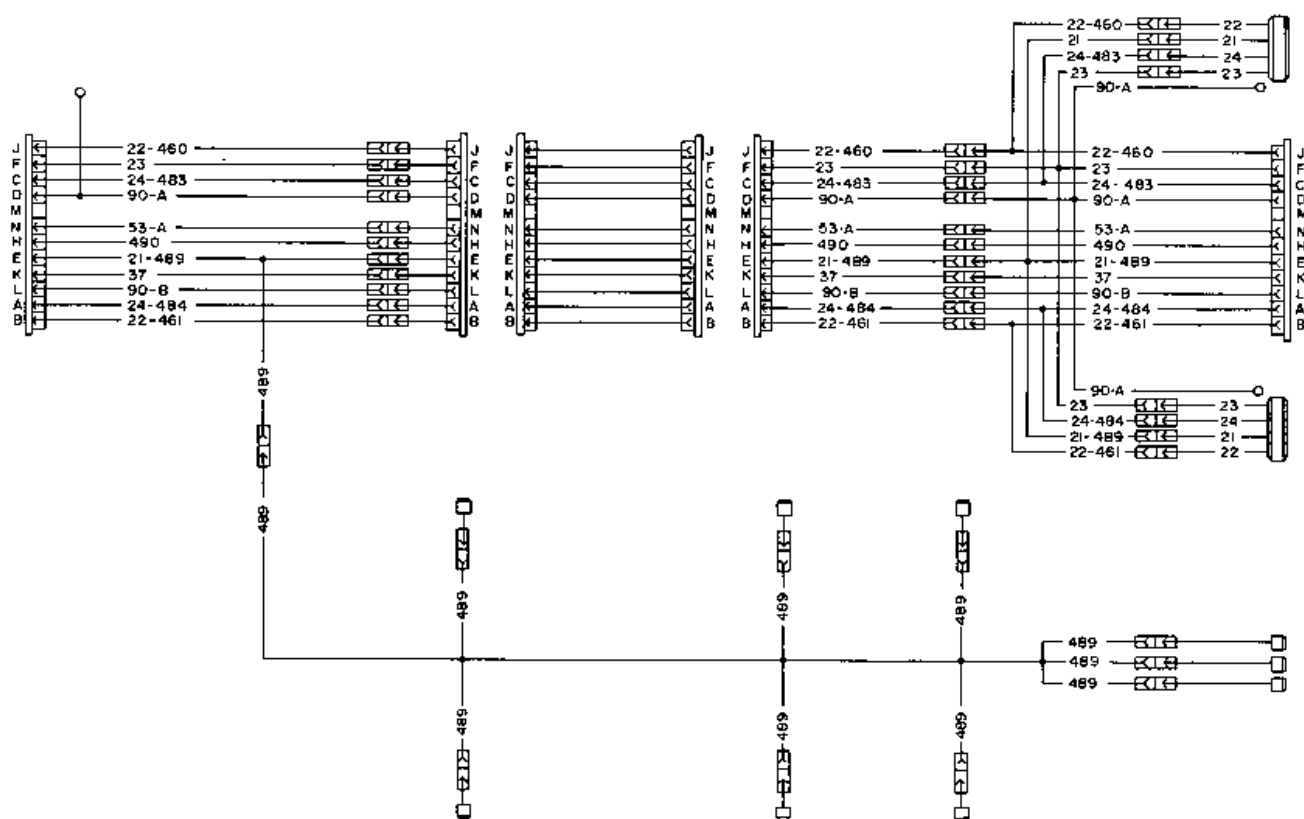 22-460 22
21 21
24-483 24
23 23
90-A
J 22-460 J J J J 22-460 22-460 J
F 23 F F F F 23 23 F
C 24-483 C C C C 24-483 24-483 C
D 90-A D D D D 90-A 90-A D
M M M M M M
N 53-A N N N N 53-A 53-A N
H 490 H H H H 490 490 H
E 21-489 E E E E 21-489 21-489 E
K 37 K K K K 37 37 K
L 90-B L L L L 90-B 90-B L
A 24-484 A A A A 24-484 24-484 A
B 22-461 B B B B 22-461 22-461 B
489
90-A
23 23
24-484 24
21-489 21
22-461 22
489
489 489 489
489
489
489
489 489 489